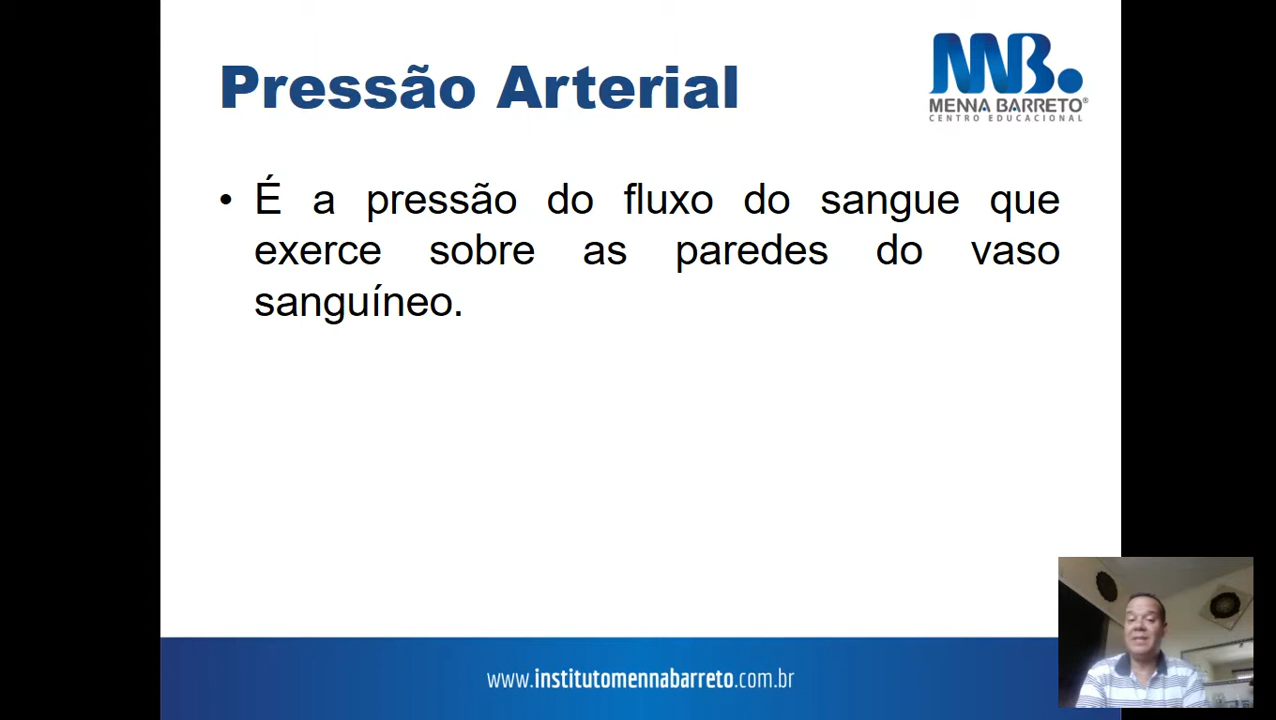 Pressão Arterial
MENNA BARRETO®
CENTRO EDUCACIONAL
• É a pressão do fluxo do sangue que
exerce sobre as paredes do vaso
sanguíneo.
www.institutomennabarreto.com.br